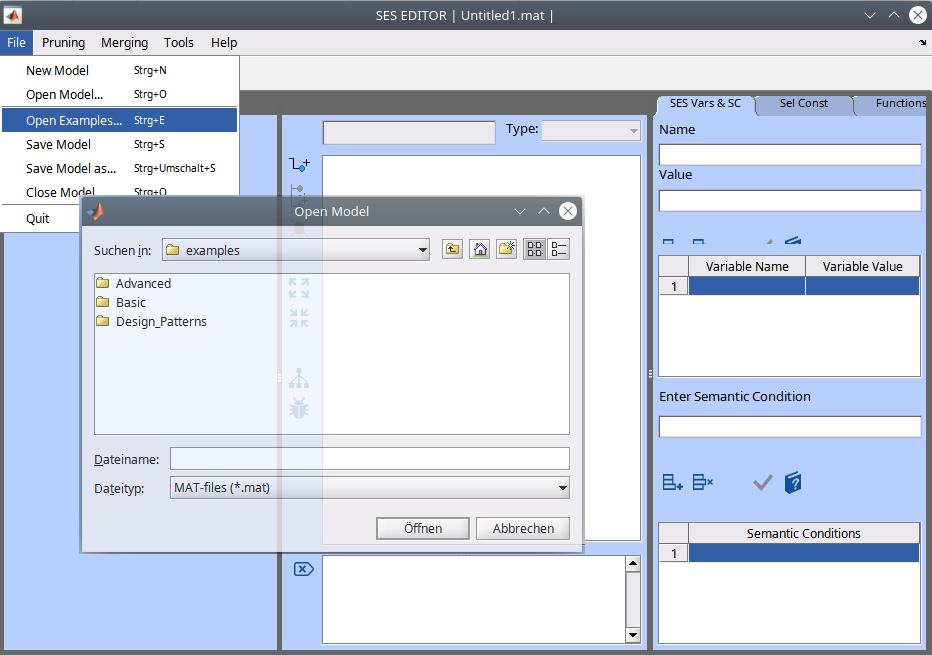 SES EDITOR | Untitled1.mat |
File Pruning Merging Tools Help
New Model Strg+N
Open Model... Strg+O
Open Examples... Strg+E
Save Model Strg+S
Save Model as... Strg+Umschalt+S
Close Model Strg+Q
Quit
Type:
SES Vars & SC Sel Const Functions
Name
Value
Variable Name Variable Value
1
Enter Semantic Condition
Semantic Conditions
1
Open Model
Suchen in: examples
Advanced
Basic
Design_Patterns
Dateiname:
Dateityp: MAT-files (*.mat)
Öffnen Abbrechen